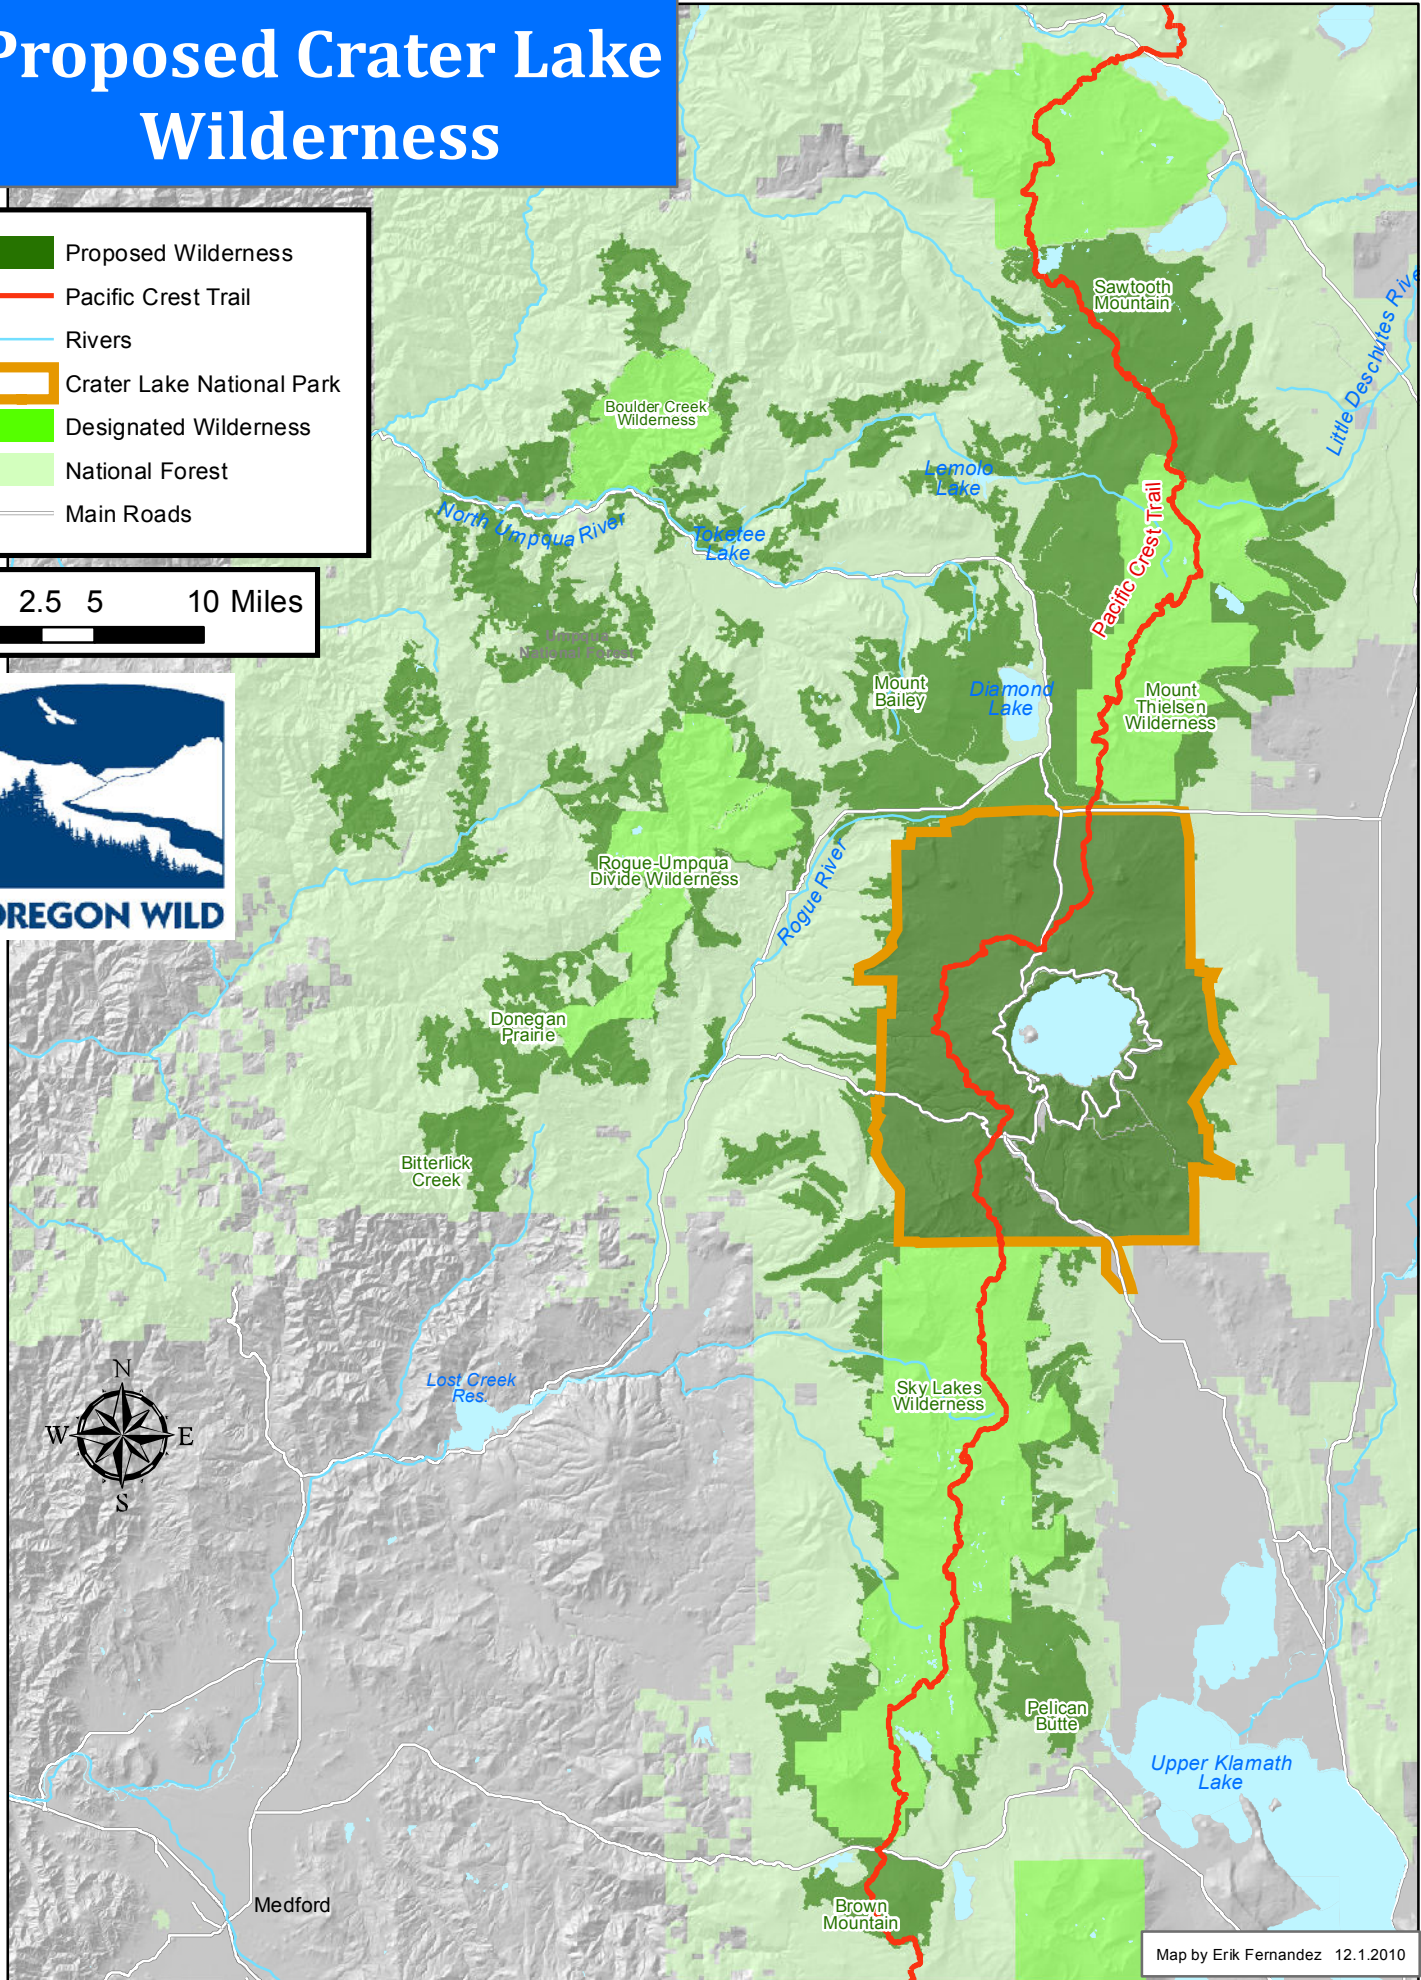 Proposed Crater Lake
Wilderness
Proposed Wilderness
Pacific Crest Trail
Rivers
Crater Lake National Park
Designated Wilderness
National Forest
Main Roads
2.5 5 10 Miles
OREGON WILD
N
W
E
S
Sawtooth
Mountain
Little Deschutes River
Boulder Creek
Wilderness
Lemolo
Lake
North Umpqua River
Toketee
Lake
Pacific Crest Trail
Umpqua
National Forest
Mount
Bailey
Diamond
Lake
Mount
Thielsen
Wilderness
Rogue-Umpqua
Divide Wilderness
Rogue River
Donegan
Prairie
Bitterlick
Creek
Lost Creek
Res.
Sky Lakes
Wilderness
Pelican
Butte
Upper Klamath
Lake
Medford
Brown
Mountain
Map by Erik Fernandez 12.1.2010